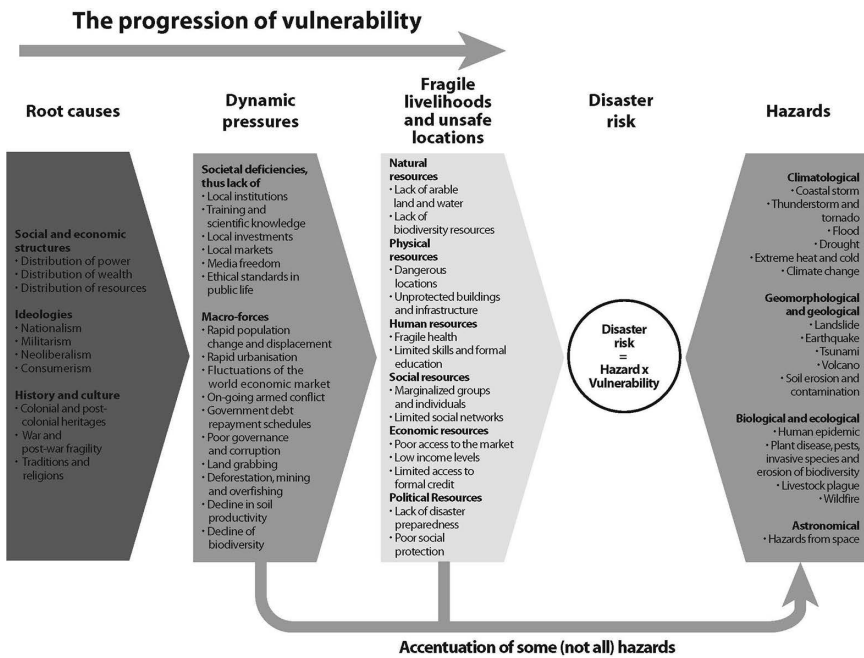 The progression of vulnerability
Root causes
Social and economic
structures
· Distribution of power
· Distribution of wealth
· Distribution of resources
Ideologies
· Nationalism
· Militarism
· Neoliberalism
· Consumerism
History and culture
· Colonial and post-
colonial heritages
· War and
post-war fragility
· Traditions and
religions
Dynamic
pressures
Societal deficiencies,
thus lack of
· Local institutions
· Training and
scientific knowledge
· Local investments
· Local markets
· Media freedom
· Ethical standards in
public life
Macro-forces
· Rapid population
change and displacement
· Rapid urbanisation
· Fluctuations of the
world economic market
· On-going armed conflict
· Government debt
repayment schedules
· Poor governance
and corruption
· Land grabbing
· Deforestation, mining
and overfishing
· Decline in soil
productivity
· Decline of
biodiversity
Fragile
livelihoods
and unsafe
locations
Natural
resources
· Lack of arable
land and water
· Lack of
biodiversity resources
Physical
resources
· Dangerous
locations
· Unprotected buildings
and infrastructure
Human resources
· Fragile health
· Limited skills and formal
education
Social resources
· Marginalized groups
and individuals
· Limited social networks
Economic resources
· Poor access to the market
· Low income levels
· Limited access to
formal credit
Political Resources
· Lack of disaster
preparedness
· Poor social
protection
Disaster
risk
Disaster
risk
=
Hazard x
Vulnerability
Hazards
Climatological
· Coastal storm
· Thunderstorm and
tornado
· Flood
· Drought
· Extreme heat and cold
· Climate change
Geomorphological
and geological
· Landslide
· Earthquake
· Tsunami
· Volcano
· Soil erosion and
contamination
Biological and ecological
· Human epidemic
· Plant disease, pests,
invasive species and
erosion of biodiversity
· Livestock plague
· Wildfire
Astronomical
· Hazards from space
Accentuation of some (not all) hazards